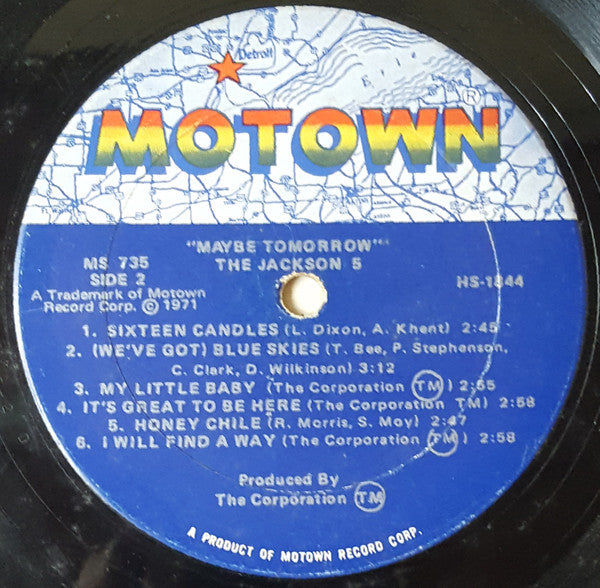 Detroit
Erie
MOTOWN®
"MAYBE TOMORROW"
MS 735 THE JACKSON 5 HS-1844
SIDE 2
A Trademark of Motown
Record Corp. © 1971
1. SIXTEEN CANDLES (L. Dixon, A. Khent) 2:45
2. (WE'VE GOT) BLUE SKIES (T. Bee, P. Stephenson,
C. Clark, D. Wilkinson) 3:12
3. MY LITTLE BABY (The Corporation TM) 2:55
4. IT'S GREAT TO BE HERE (The Corporation TM) 2:58
5. HONEY CHILE (R. Morris, S. Moy) 2:47
6. I WILL FIND A WAY (The Corporation TM) 2:58
Produced By
The Corporation TM
A PRODUCT OF MOTOWN RECORD CORP.